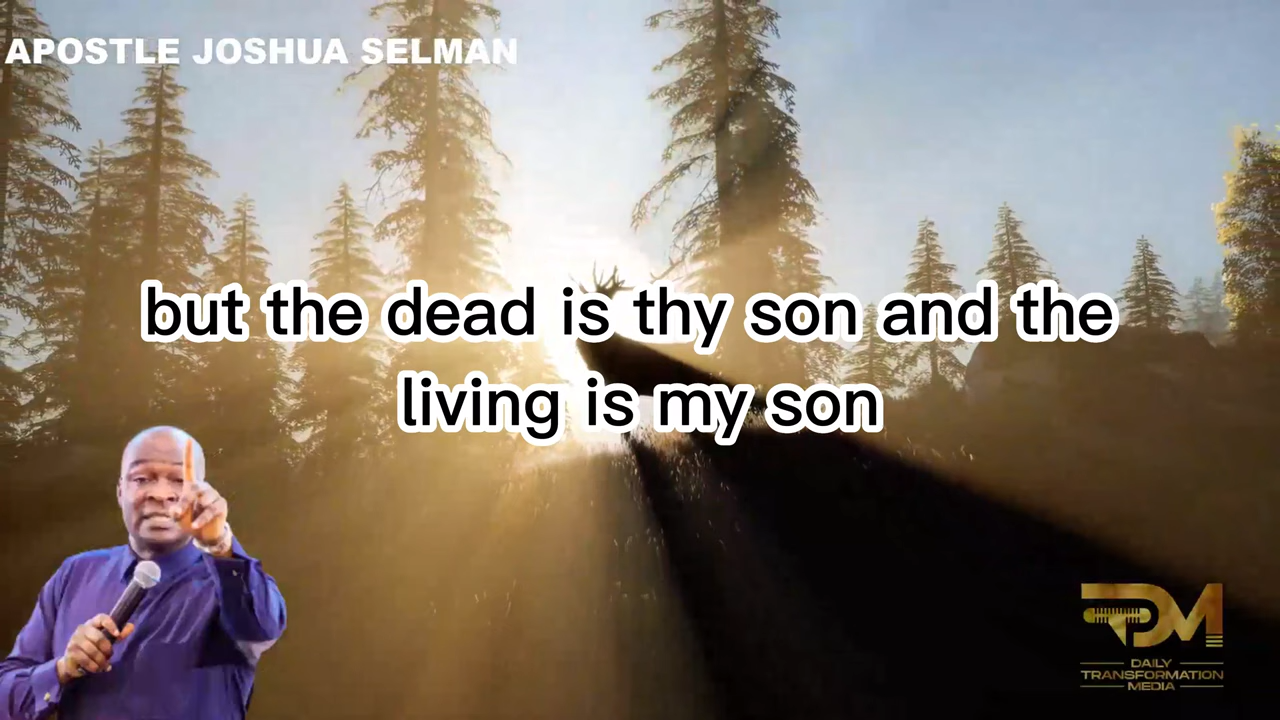 APOSTLE JOSHUA SELMAN
but the dead is thy son and the
living is my son
DAILY
TRANSFORMATION
MEDIA